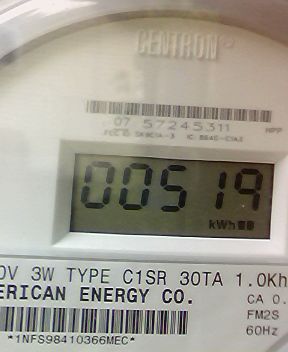 CENTRON
07 57245311
HPP
00519
kWh
0V 3W TYPE C1SR 30TA 1.0Kh
ERICAN ENERGY CO.
CA 0.
FM2S
60Hz
*1NFS98410366MEC*